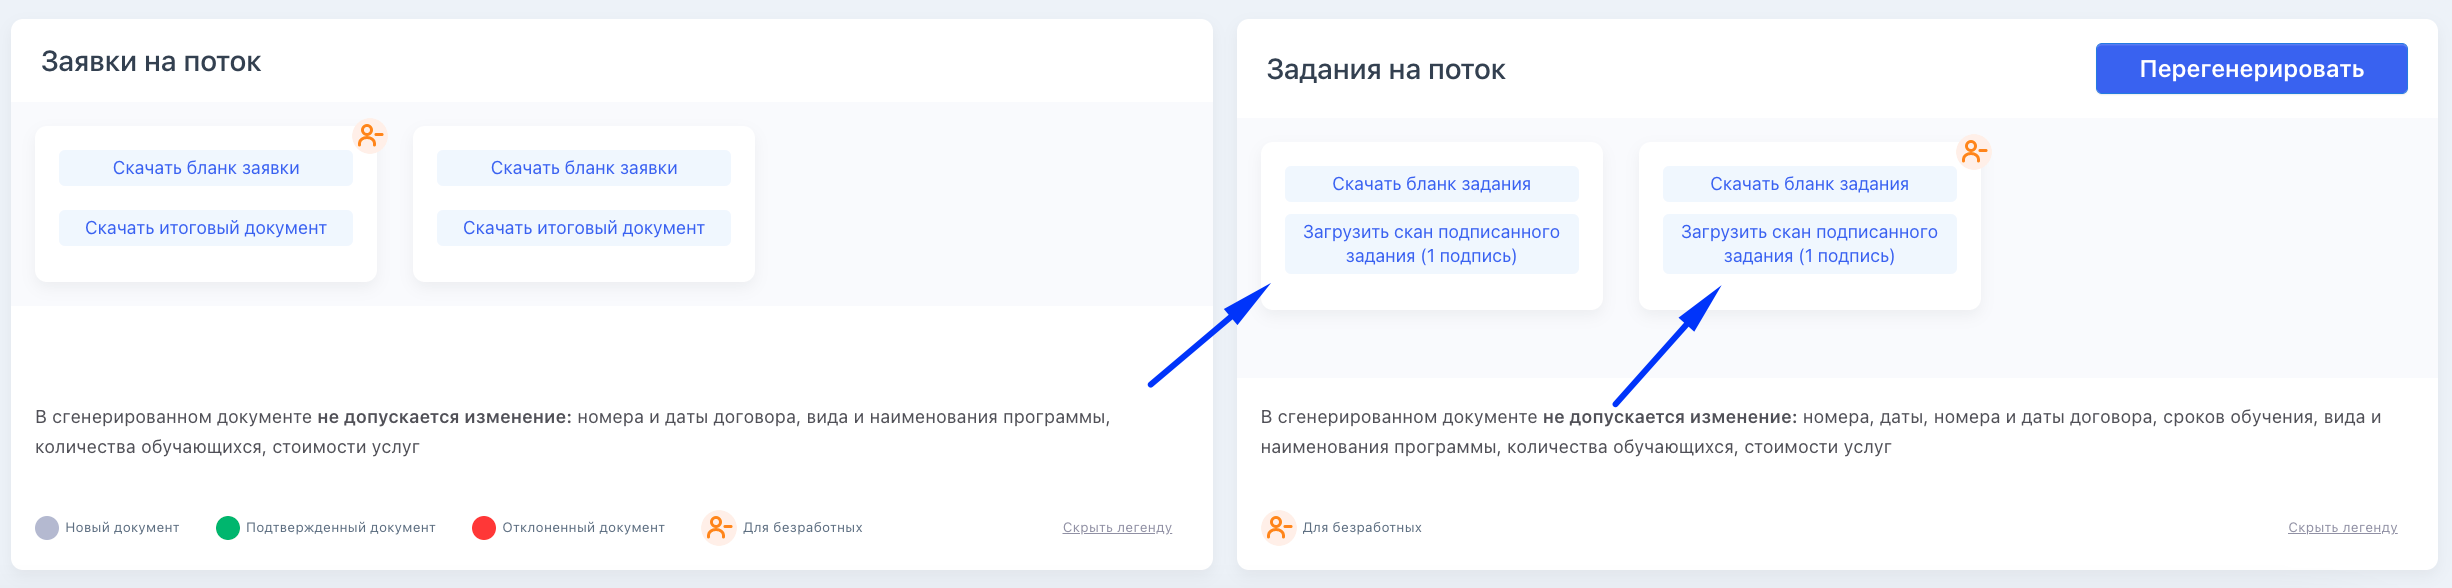 Заявки на поток
Скачать бланк заявки
Скачать итоговый документ
Скачать бланк заявки
Скачать итоговый документ
В сгенерированном документе не допускается изменение: номера и даты договора, вида и наименования программы,
количества обучающихся, стоимости услуг
Новый документ
Подтвержденный документ
Отклоненный документ
Для безработных
Скрыть легенду
Задания на поток
Перегенерировать
Скачать бланк задания
Загрузить скан подписанного
задания (1 подпись)
Скачать бланк задания
Загрузить скан подписанного
задания (1 подпись)
В сгенерированном документе не допускается изменение: номера, даты, номера и даты договора, сроков обучения, вида и
наименования программы, количества обучающихся, стоимости услуг
Для безработных
Скрыть легенду